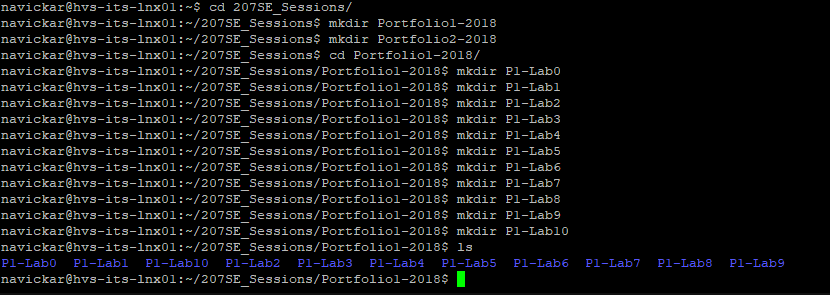 navickar@hvs-its-lnx01:~$ cd 207SE_Sessions/
navickar@hvs-its-lnx01:~/207SE_Sessions$ mkdir Portfolio1-2018
navickar@hvs-its-lnx01:~/207SE_Sessions$ mkdir Portfolio2-2018
navickar@hvs-its-lnx01:~/207SE_Sessions$ cd Portfolio1-2018/
navickar@hvs-its-lnx01:~/207SE_Sessions/Portfolio1-2018$ mkdir P1-Lab0
navickar@hvs-its-lnx01:~/207SE_Sessions/Portfolio1-2018$ mkdir P1-Lab1
navickar@hvs-its-lnx01:~/207SE_Sessions/Portfolio1-2018$ mkdir P1-Lab2
navickar@hvs-its-lnx01:~/207SE_Sessions/Portfolio1-2018$ mkdir P1-Lab3
navickar@hvs-its-lnx01:~/207SE_Sessions/Portfolio1-2018$ mkdir P1-Lab4
navickar@hvs-its-lnx01:~/207SE_Sessions/Portfolio1-2018$ mkdir P1-Lab5
navickar@hvs-its-lnx01:~/207SE_Sessions/Portfolio1-2018$ mkdir P1-Lab6
navickar@hvs-its-lnx01:~/207SE_Sessions/Portfolio1-2018$ mkdir P1-Lab7
navickar@hvs-its-lnx01:~/207SE_Sessions/Portfolio1-2018$ mkdir P1-Lab8
navickar@hvs-its-lnx01:~/207SE_Sessions/Portfolio1-2018$ mkdir P1-Lab9
navickar@hvs-its-lnx01:~/207SE_Sessions/Portfolio1-2018$ mkdir P1-Lab10
navickar@hvs-its-lnx01:~/207SE_Sessions/Portfolio1-2018$ ls
P1-Lab0  P1-Lab1  P1-Lab10  P1-Lab2  P1-Lab3  P1-Lab4  P1-Lab5  P1-Lab6  P1-Lab7  P1-Lab8  P1-Lab9
navickar@hvs-its-lnx01:~/207SE_Sessions/Portfolio1-2018$